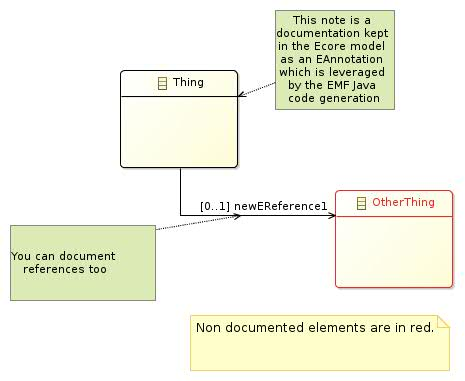 This note is a
documentation kept
in the Ecore model
as an EAnnotation
which is leveraged
by the EMF Java
code generation
Thing
[0..1] newEReference1
OtherThing
You can document
references too
Non documented elements are in red.